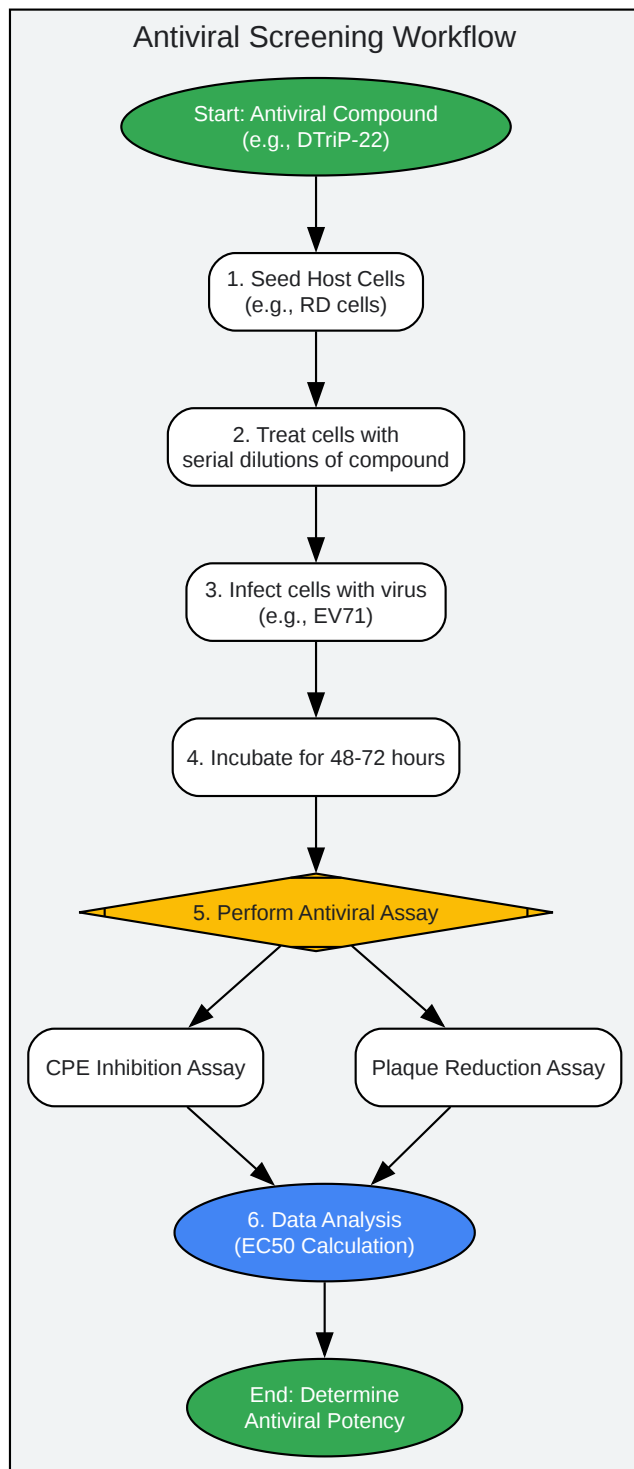 Antiviral Screening Workflow
Start: Antiviral Compound
(e.g., DTriP-22)
1. Seed Host Cells
(e.g., RD cells)
2. Treat cells with
serial dilutions of compound
3. Infect cells with virus
(e.g., EV71)
4. Incubate for 48-72 hours
5. Perform Antiviral Assay
CPE Inhibition Assay
Plaque Reduction Assay
6. Data Analysis
(EC50 Calculation)
End: Determine
Antiviral Potency